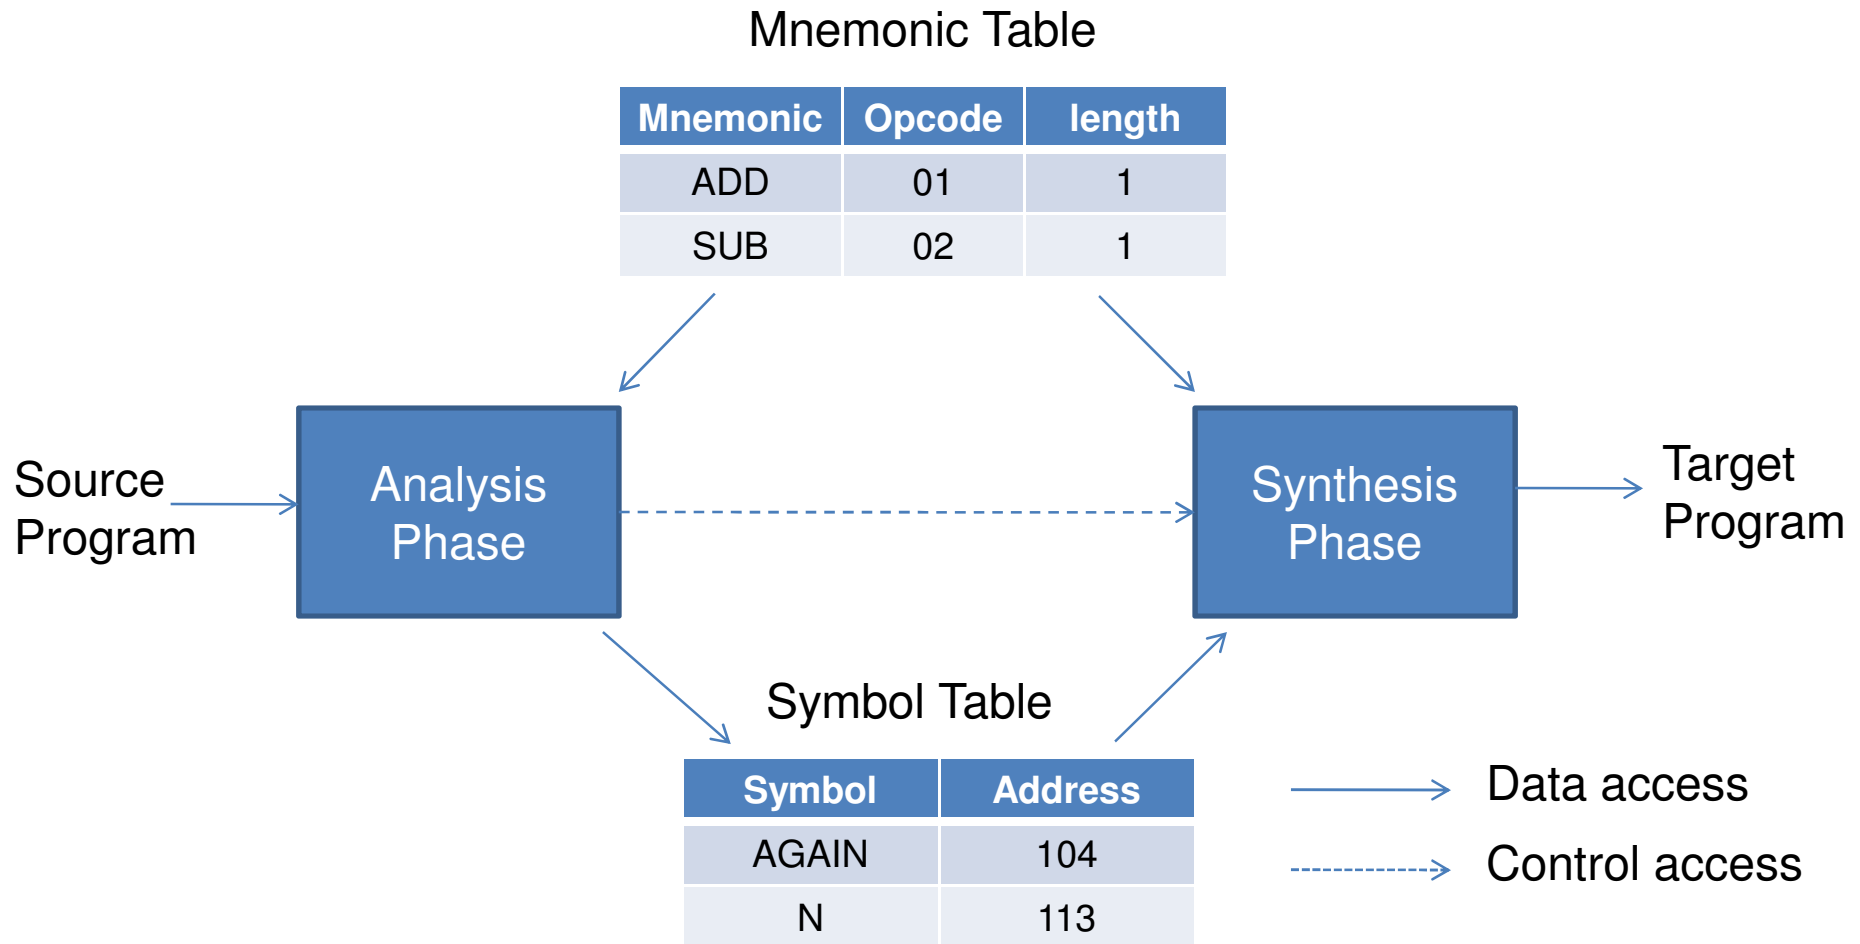 Mnemonic Table
Mnemonic Opcode length
ADD 01 1
SUB 02 1
Source
Program
Analysis
Phase
Synthesis
Phase
Target
Program
Symbol Table
Symbol Address
AGAIN 104
N 113
Data access
Control access